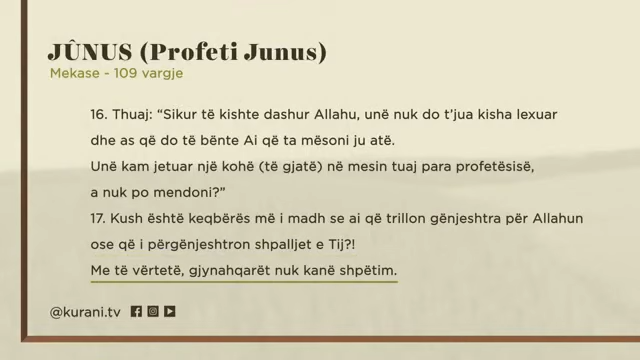 JÛNUS (Profeti Junus)
Mekase - 109 vargje
16. Thuaj: “Sikur të kishte dashur Allahu, unë nuk do t’jua kisha lexuar
dhe as që do të bënte Ai që ta mësoni ju atë.
Unë kam jetuar një kohë (të gjatë) në mesin tuaj para profetësisë,
a nuk po mendoni?”
17. Kush është keqbërës më i madh se ai që trillon gënjeshtra për Allahun
ose që i përgënjeshtron shpalljet e Tij?!
Me të vërtetë, gjynahqarët nuk kanë shpëtim.
@kurani.tv